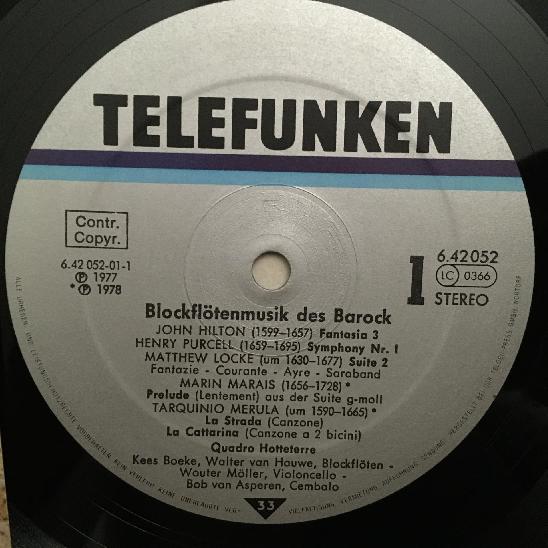 TELEFUNKEN
Contr.
Copyr.
6.42 052-01-1
Ⓟ 1977
* Ⓟ 1978
1
6.42052
LC 0366
STEREO
Blockflötenmusik des Barock
JOHN HILTON (1599-1657) Fantasia 3
HENRY PURCELL (1659-1695) Symphony Nr. 1
MATTHEW LOCKE (um 1630-1677) Suite 2
Fantazie - Courante - Ayre - Saraband
MARIN MARAIS (1656-1728) *
Prelude (Lentement) aus der Suite g-moll
TARQUINIO MERULA (um 1590-1665) *
La Strada (Canzone)
La Cattarina (Canzone a 2 bicini)
Quadro Hotteterre
Kees Boeke, Walter van Hauwe, Blockflöten -
Wouter Möller, Violoncello -
Bob van Asperen, Cembalo
33